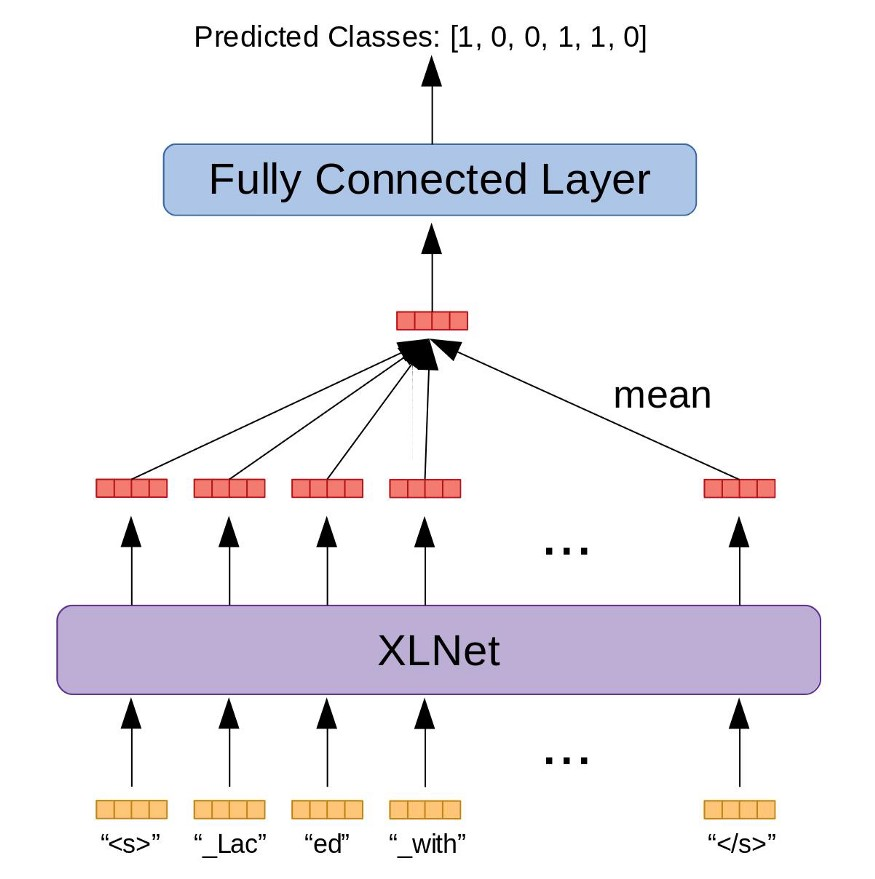 Predicted Classes: [1, 0, 0, 1, 1, 0]
Fully Connected Layer
mean
...
XLNet
...
“<s>” “_Lac” “ed” “_with” “</s>”